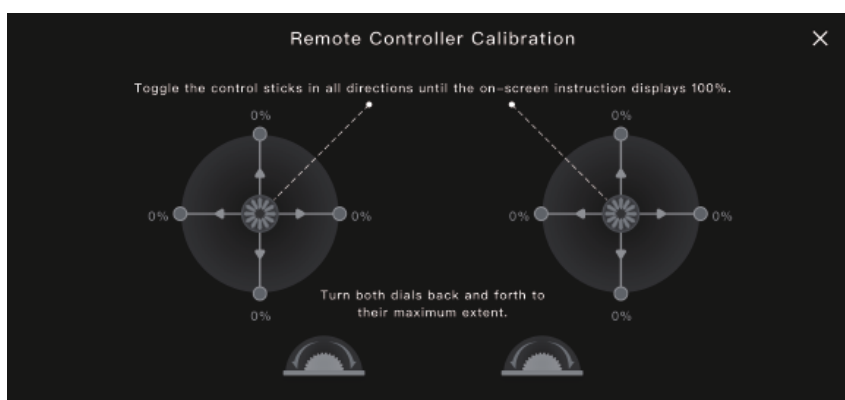 Remote Controller Calibration
Toggle the control sticks in all directions until the on-screen instruction displays 100%.
0%
0%
0%
0%
0%
0%
Turn both dials back and forth to
their maximum extent.
0%
0%